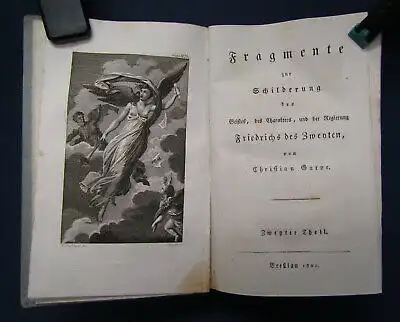 Fragmente
zur
Schilderung
des
Geistes, des Charakters, und der Regierung
Friedrichs des Zweyten,
von
Christian Garve.
Zweyter Theil.
Breslau